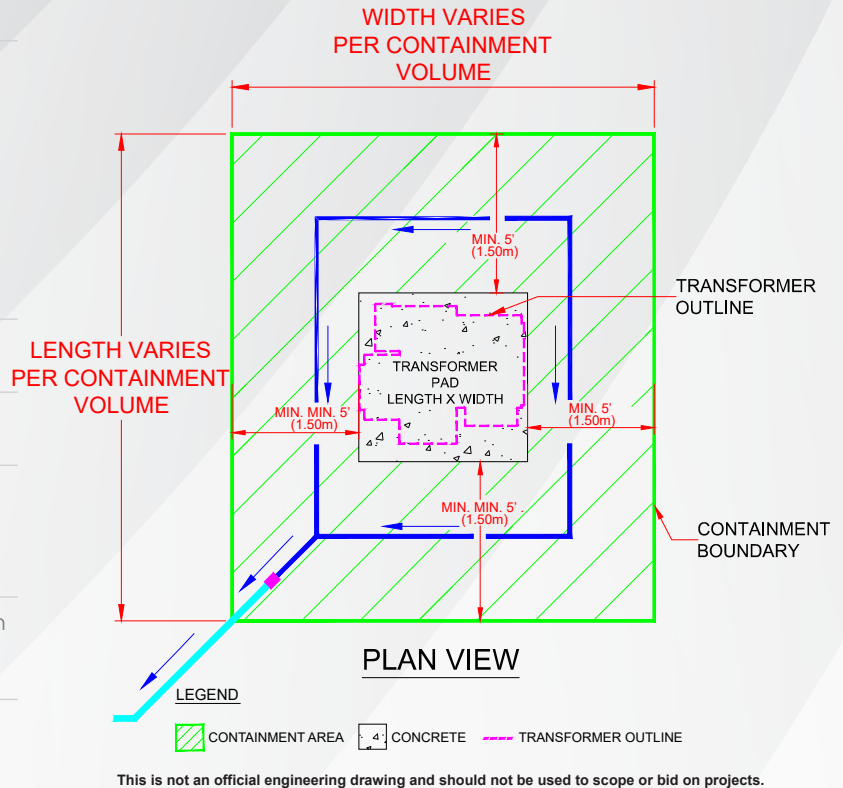 WIDTH VARIES
PER CONTAINMENT
VOLUME
MIN. 5'
(1.50m)
TRANSFORMER
OUTLINE
LENGTH VARIES
PER CONTAINMENT
VOLUME
TRANSFORMER
PAD
LENGTH X WIDTH
MIN. MIN. 5'
(1.50m)
MIN. 5'
(1.50m)
MIN. MIN. 5' .
(1.50m)
CONTAINMENT
BOUNDARY
n
PLAN VIEW
LEGEND
CONTAINMENT AREA
CONCRETE
TRANSFORMER OUTLINE
This is not an official engineering drawing and should not be used to scope or bid on projects.